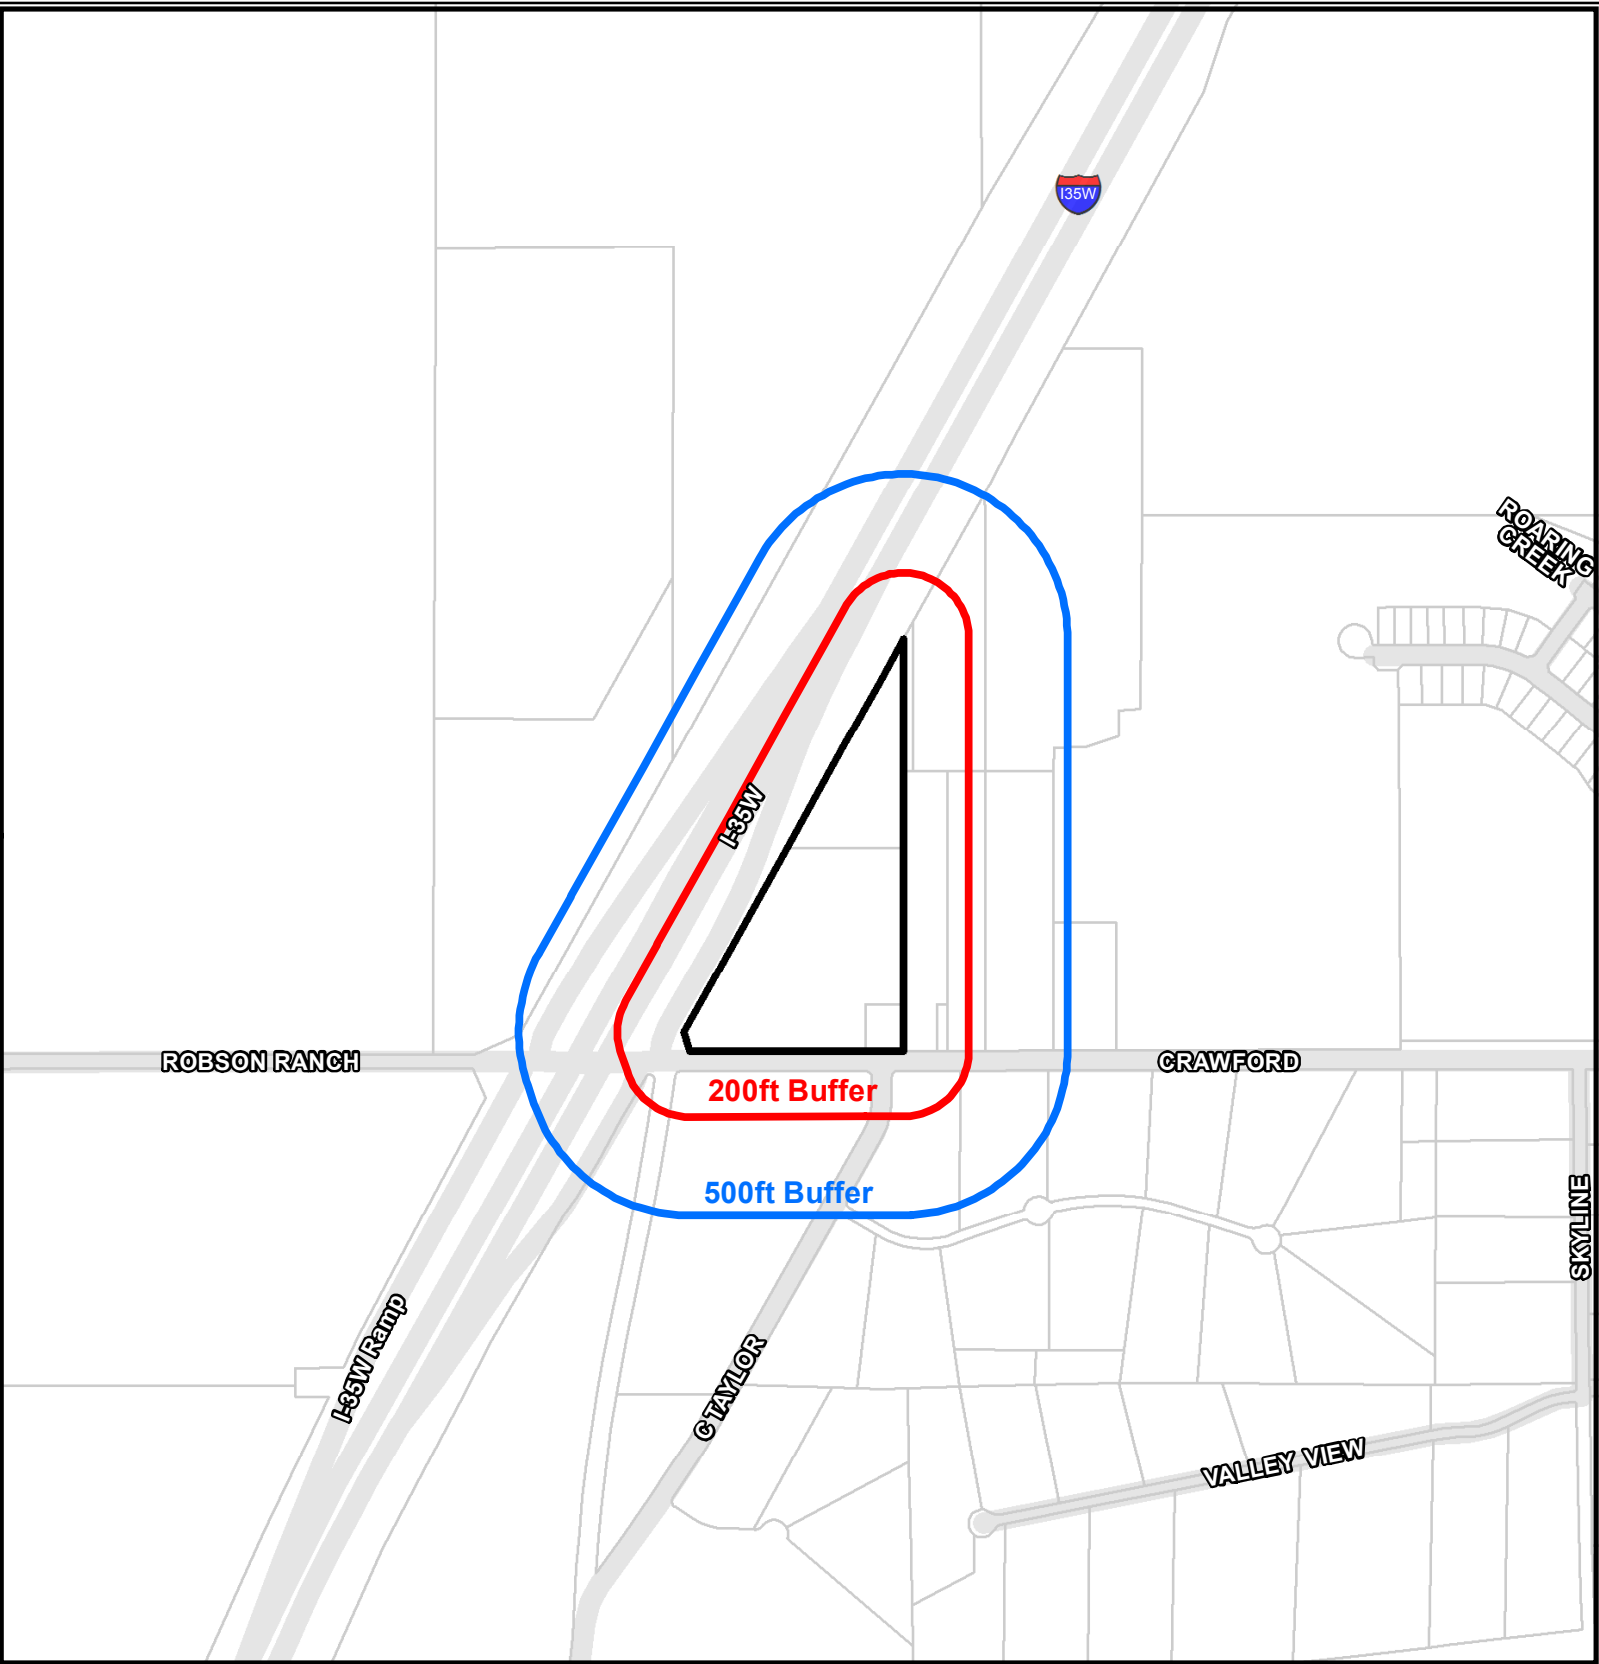 I35W
ROARING
CREEK
I-35W
ROBSON RANCH
CRAWFORD
200ft Buffer
500ft Buffer
SKYLINE
I-35W Ramp
C TAYLOR
VALLEY VIEW